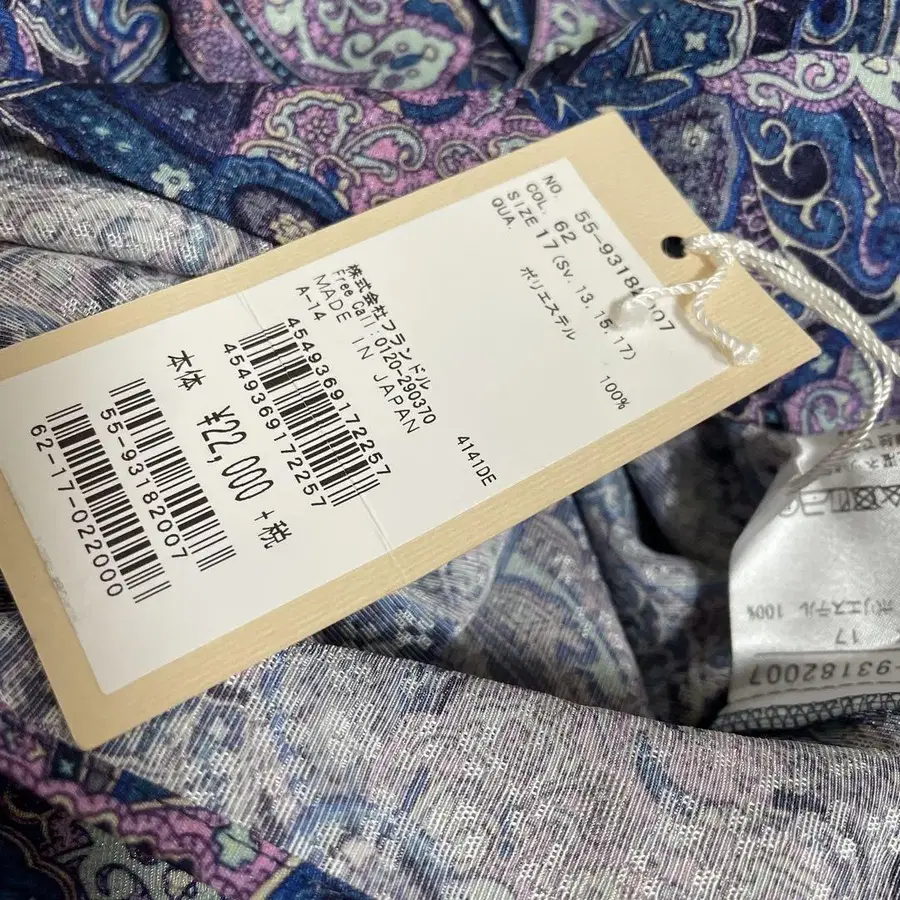 NO. 55-93182007
COL. 62
SIZE 17 (Sv. 13. 15. 17)
QUA. ポリエステル 100%
4141DE
株式会社フランドル
Free Call:0120-290370
MADE IN JAPAN
A-14
4549369172257
4549369172257
本体 ¥22,000 +税
55-93182007
62-17-022000
ポリエステル 100%
17
-93182007